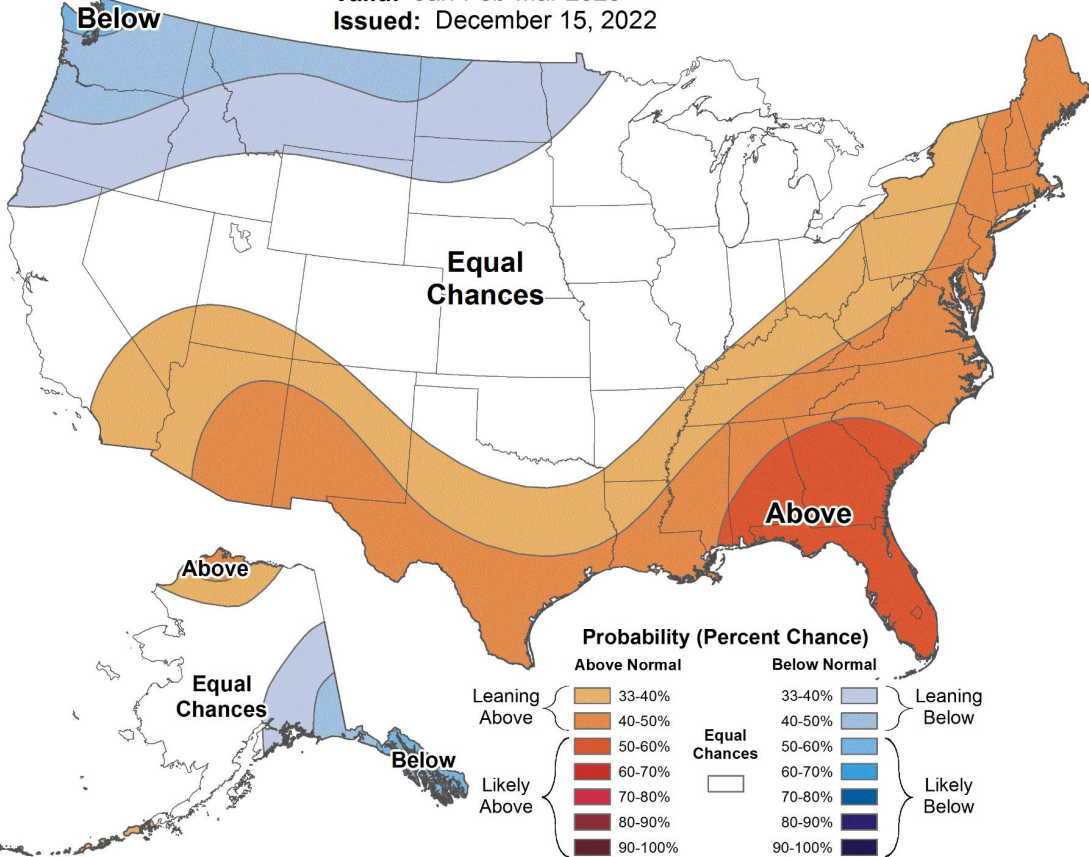 Issued: December 15, 2022
Below
Equal
Chances
Above
Above
Equal
Chances
Below
Probability (Percent Chance)
Above Normal
Below Normal
Leaning
Above
33-40%
40-50%
Likely
Above
50-60%
60-70%
70-80%
80-90%
90-100%
Equal
Chances
33-40%
40-50%
Leaning
Below
50-60%
60-70%
70-80%
80-90%
90-100%
Likely
Below